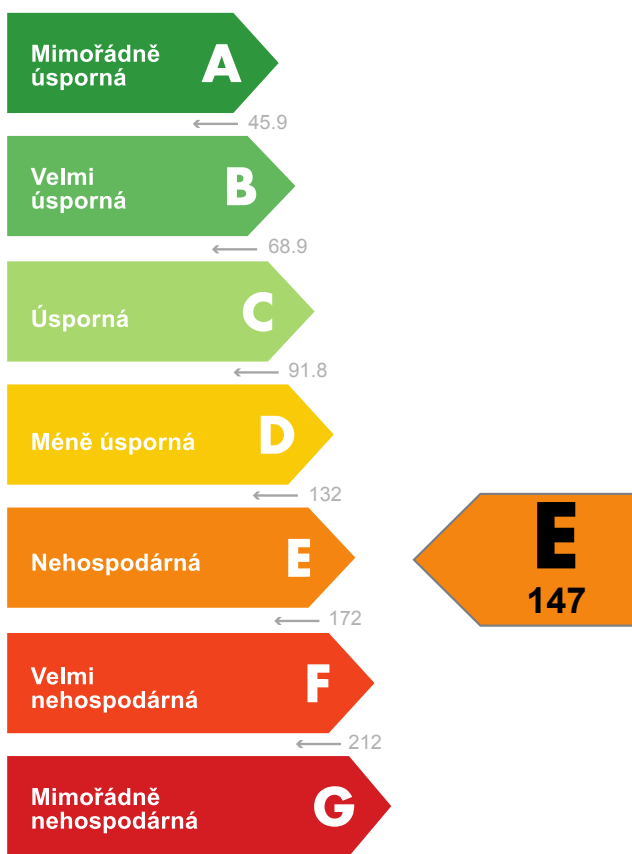 Mimořádně
úsporná
A
← 45.9
Velmi
úsporná
B
← 68.9
Úsporná
C
← 91.8
Méně úsporná
D
← 132
Nehospodárná
E
E
147
← 172
Velmi
nehospodárná
F
← 212
Mimořádně
nehospodárná
G